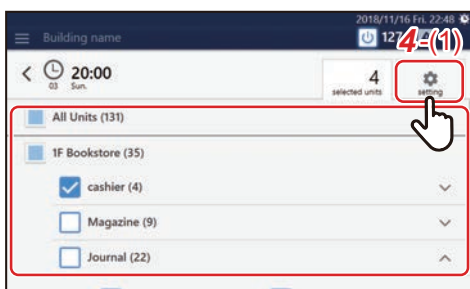 2018/11/16 Fri. 22:48
Building name
127
4-(1)
20:00
03 Sun.
4
selected units
setting
All Units (131)
1F Bookstore (35)
cashier (4)
Magazine (9)
Journal (22)